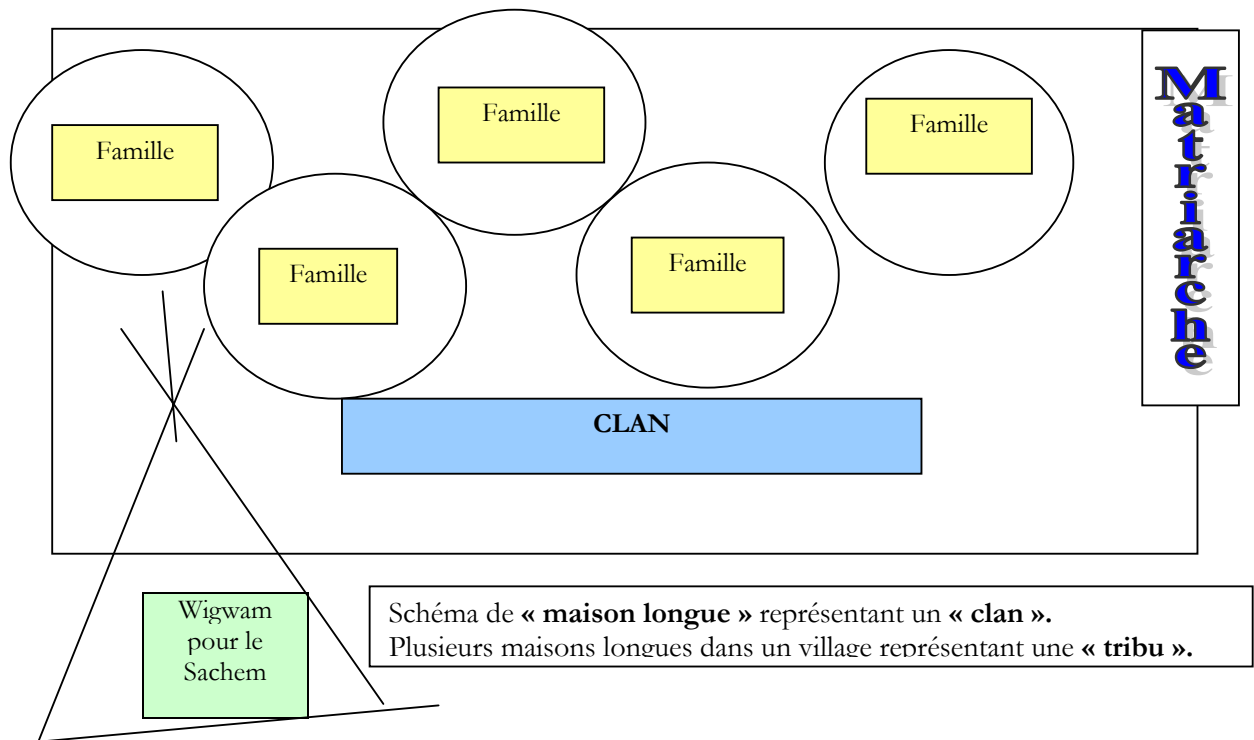 Famille
Famille
Famille
Famille
Famille
Matriarche
CLAN
Wigwam
pour le
Sachem
Schéma de « maison longue » représentant un « clan ».
Plusieurs maisons longues dans un village représentant une « tribu ».